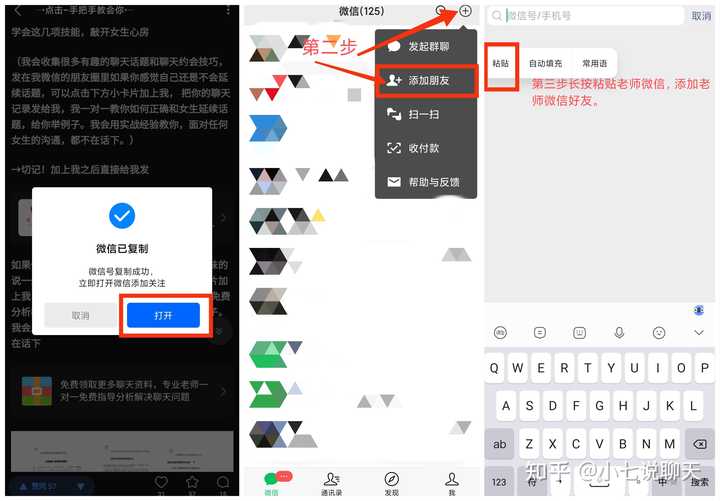 →点击→手把手教会你←
学会这几项技能，敲开女生心房
（我会收集很多有趣的聊天话题和聊天约会技巧，
发在我微信的朋友圈里如果你感觉自己还是不会延
续话题，可以点击下方小卡片加上我， 把你的聊天
记录发给我，我一对一教你如何正确和女生延续话
题，给你举例子。我会用实战经验教你，面对任何
女生的沟通，都不在话下。）
→切记！加上我之后直接给我发
微信已复制
微信号复制成功，
立即打开微信添加关注
取消
打开
如果
说一
上我
分析
我会
在话下
免费领取更多聊天资料，专业老师一
对一免费指导分析解决聊天问题
赞同 57
31
57
15
微信(125)
第二步
发起群聊
添加朋友
扫一扫
收付款
帮助与反馈
微信
通讯录
发现
我
微信号/手机号
取消
粘贴
自动填充
常用语
第三步长按粘贴老师微信，添加老
师微信好友。
Q W E R T Y U I O P
A S D F G H J K L
ab Z X C V B N M
123
符
，
中
搜索
知乎 @小七说聊天